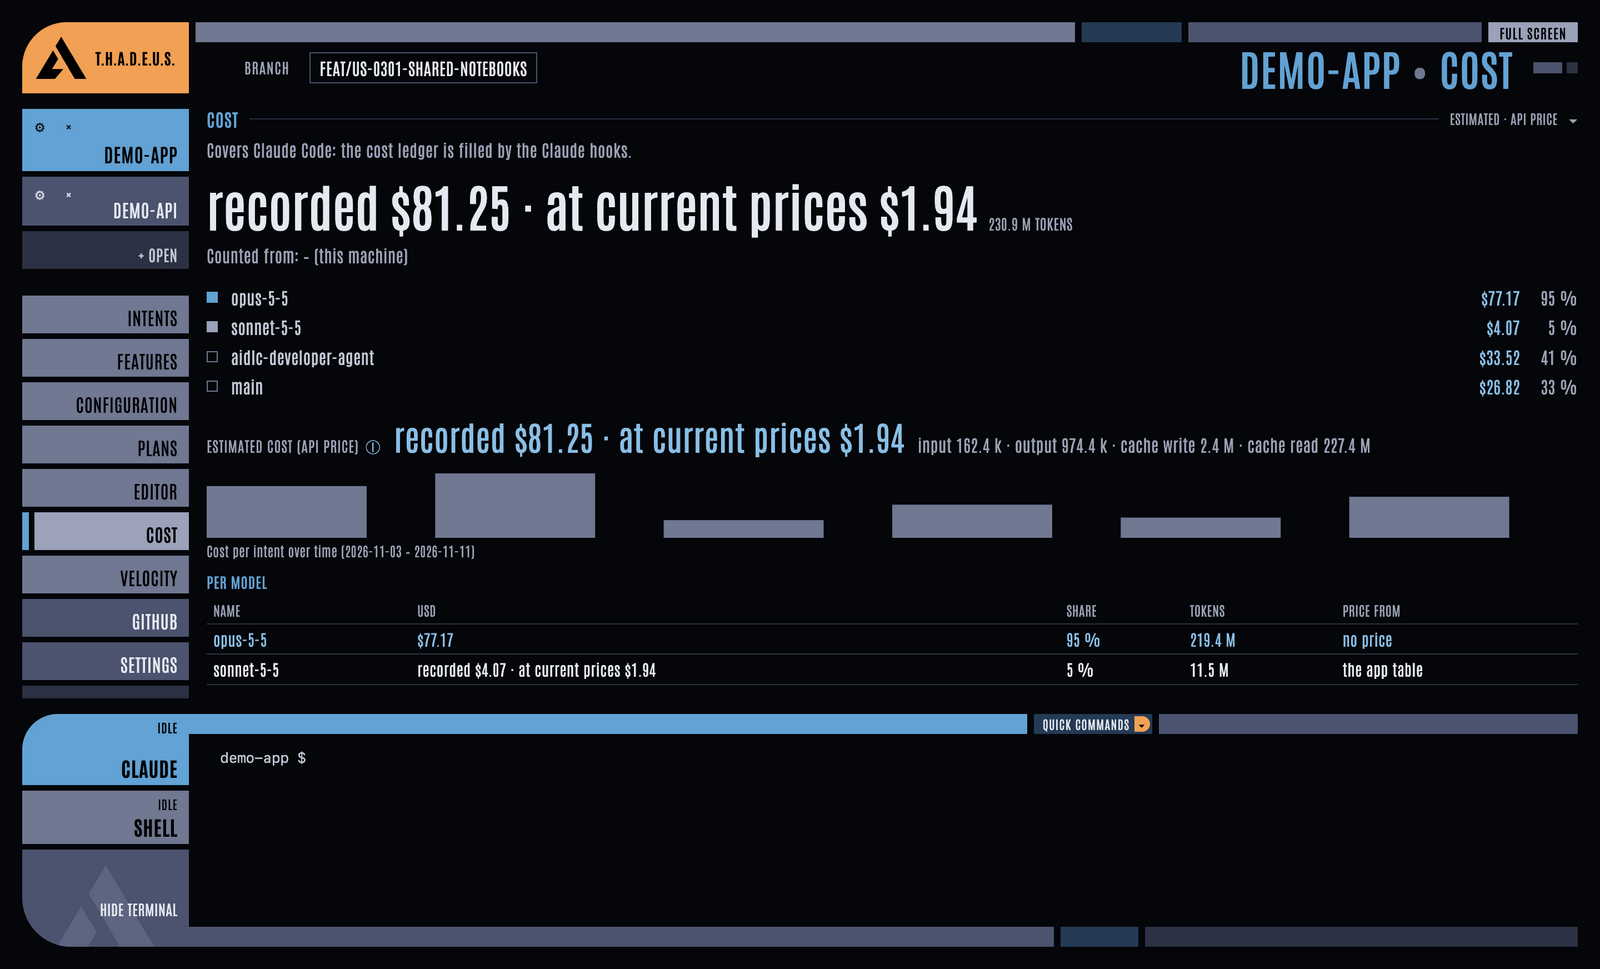 T.H.A.D.E.U.S.
FULL SCREEN
BRANCH FEAT/US-0301-SHARED-NOTEBOOKS
DEMO-APP • COST
DEMO-APP
DEMO-API
+ OPEN
INTENTS
FEATURES
CONFIGURATION
PLANS
EDITOR
COST
VELOCITY
GITHUB
SETTINGS
COST
ESTIMATED · API PRICE
Covers Claude Code: the cost ledger is filled by the Claude hooks.
recorded $81.25 · at current prices $1.94 230.9 M TOKENS
Counted from: - (this machine)
opus-5-5 $77.17 95 %
sonnet-5-5 $4.07 5 %
aidlc-developer-agent $33.52 41 %
main $26.82 33 %
ESTIMATED COST (API PRICE) recorded $81.25 · at current prices $1.94 input 162.4 k · output 974.4 k · cache write 2.4 M · cache read 227.4 M
Cost per intent over time (2026-11-03 - 2026-11-11)
PER MODEL
NAME USD SHARE TOKENS PRICE FROM
opus-5-5 $77.17 95 % 219.4 M no price
sonnet-5-5 recorded $4.07 · at current prices $1.94 5 % 11.5 M the app table
IDLE
CLAUDE
IDLE
SHELL
HIDE TERMINAL
QUICK COMMANDS
demo-app $